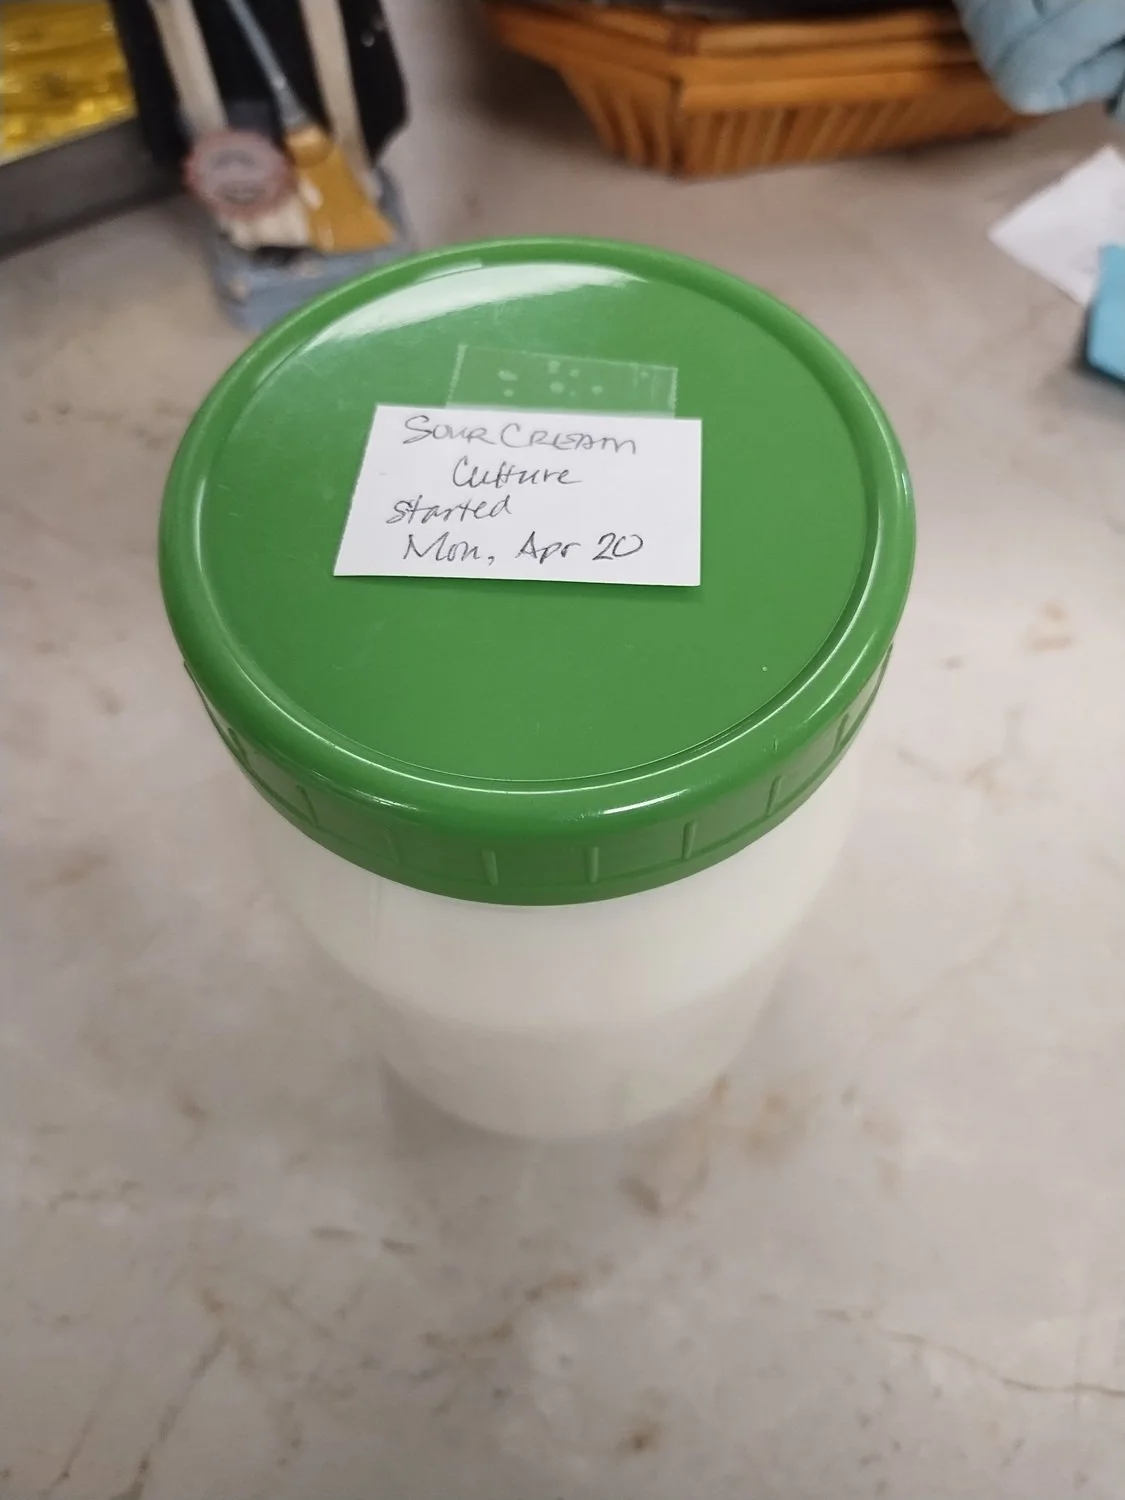 Sour Cream
Culture
started
Mon, Apr 20